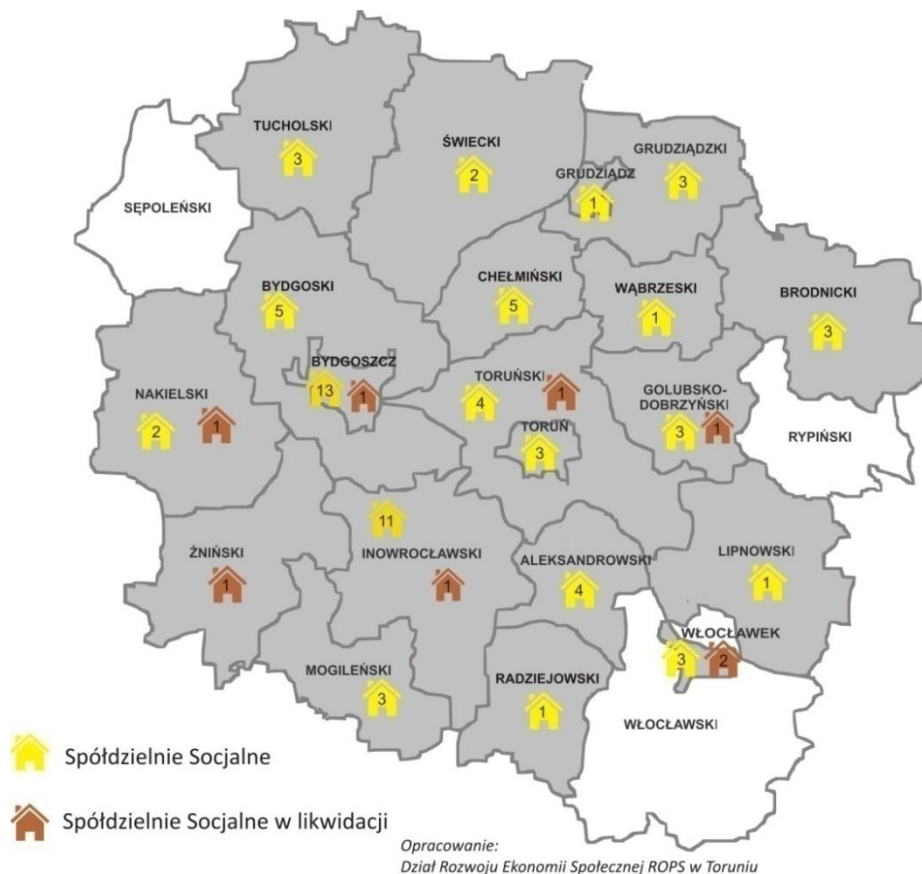 TUCHOLSKI
3
ŚWIECKI
2
GRUDZIĄDZKI
3
GRUDZIĄDZ
1
SĘPOLEŃSKI
BYDGOSKI
5
CHEŁMIŃSKI
5
WĄBRZESKI
1
BRODNICKI
3
BYDGOSZCZ
13
1
TORUŃSKI
4
1
GOLUBSKO-
DOBRZYŃSKI
3
1
NAKIELSKI
2
1
TORUŃ
3
RYPIŃSKI
11
INOWROCŁAWSKI
1
ŻNIŃSKI
1
ALEKSANDROWSKI
4
LIPNOWSKI
1
WŁOCŁAWEK
3
2
MOGILEŃSKI
3
RADZIEJOWSKI
1
WŁOCŁAWSKI
Spółdzielnie Socjalne
Spółdzielnie Socjalne w likwidacji
Opracowanie:
Dział Rozwoju Ekonomii Społecznej ROPS w Toruniu